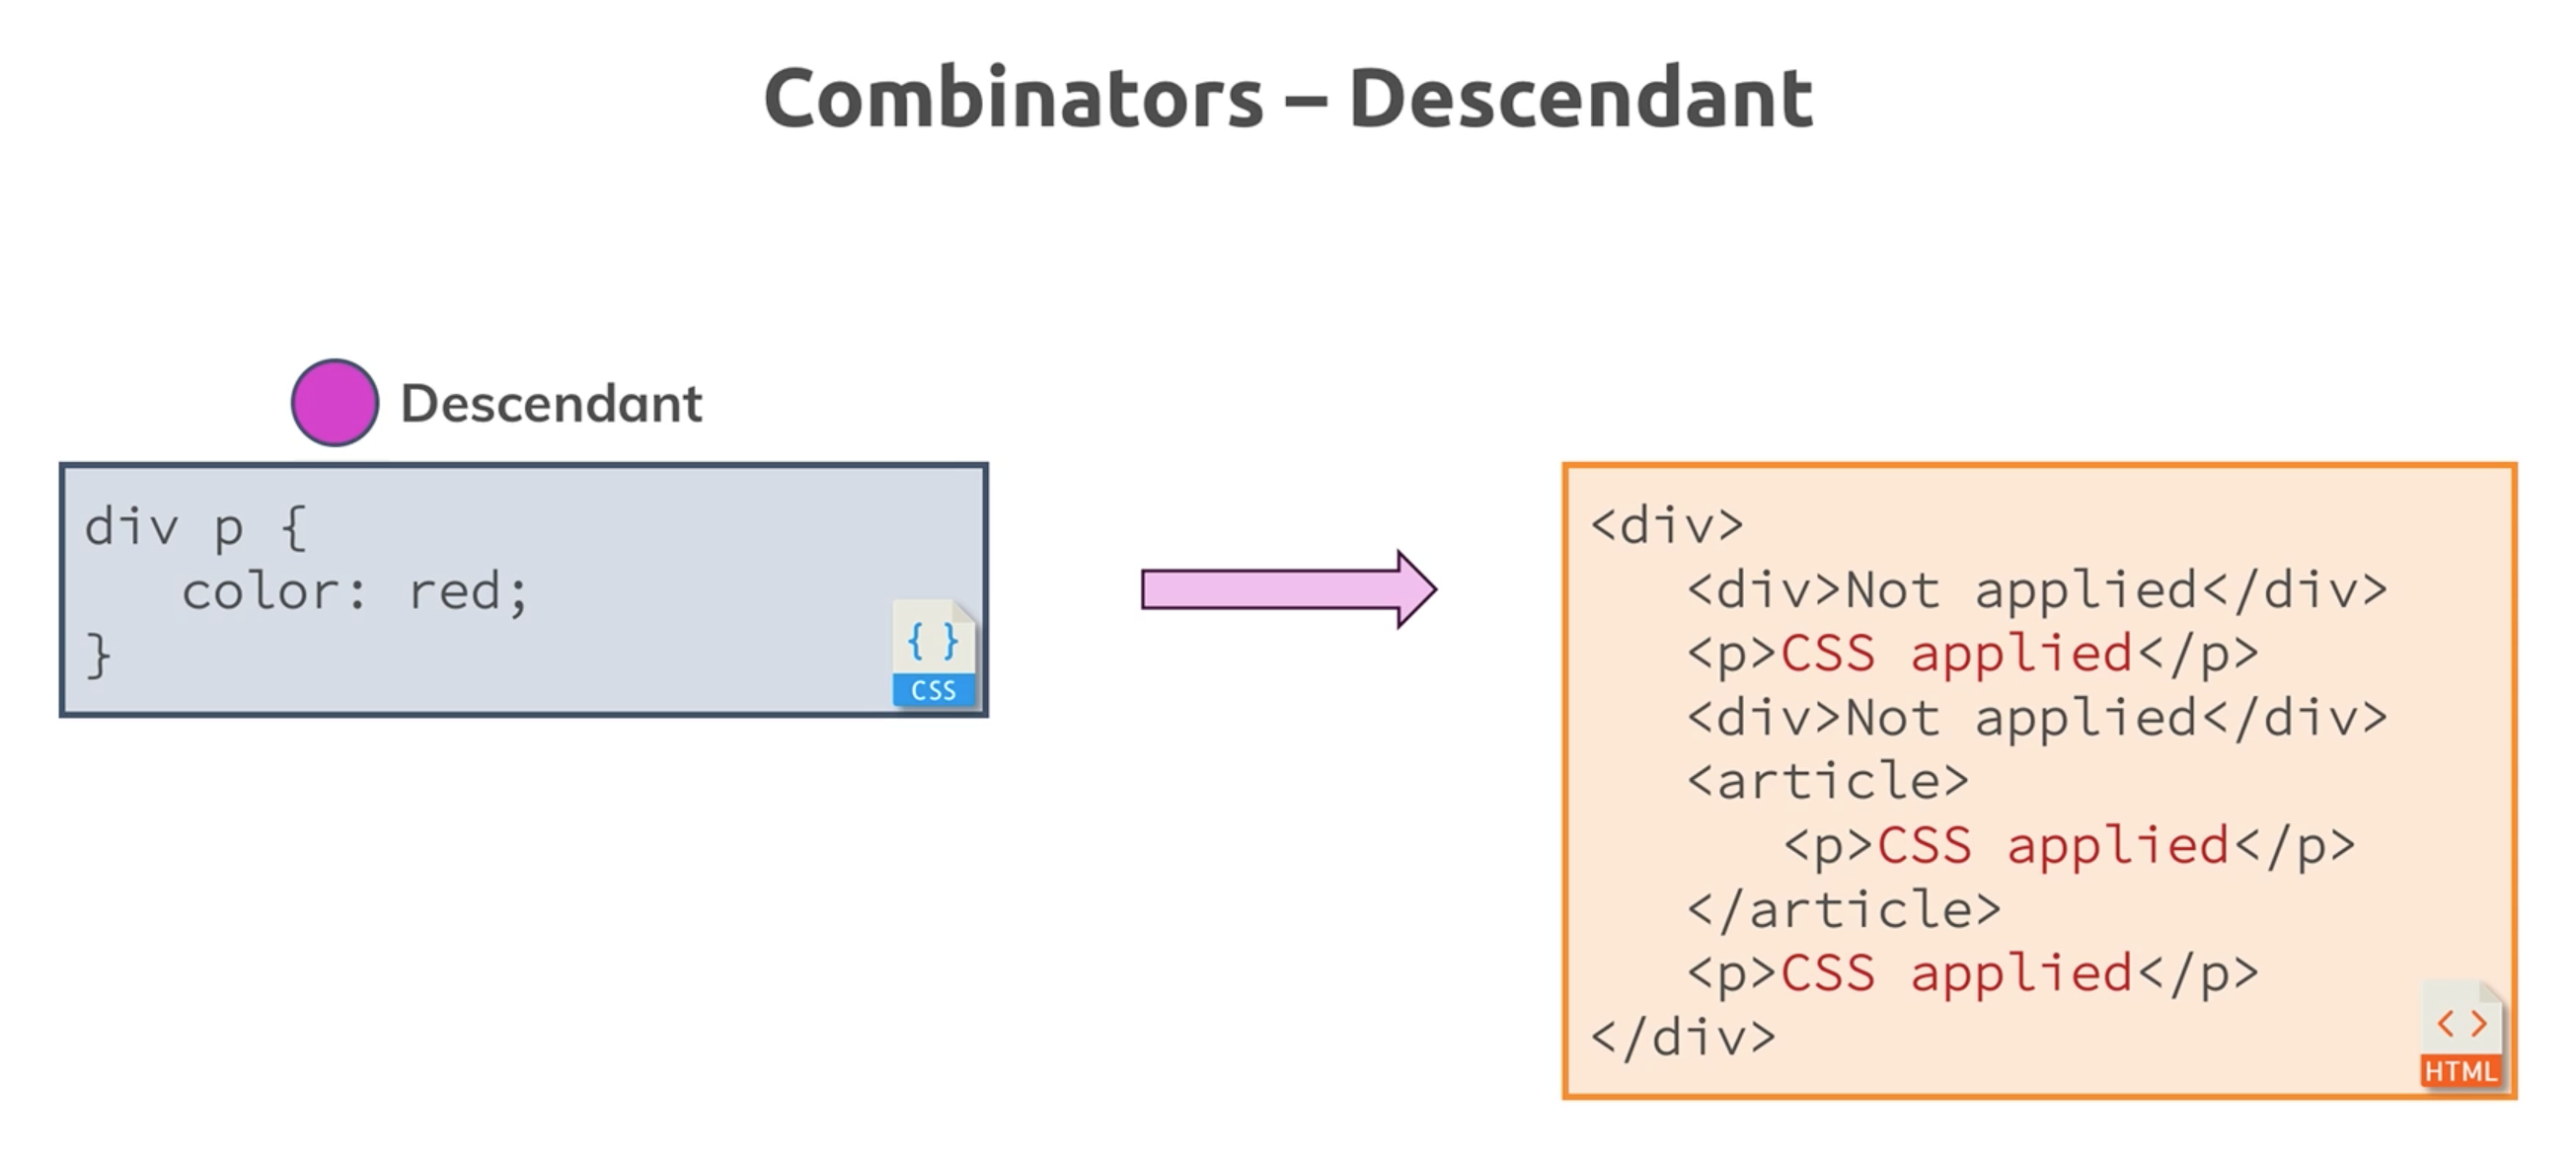 Combinators – Descendant
Descendant
div p {
   color: red;
}
{ }
CSS
<div>
   <div>Not applied</div>
   <p>CSS applied</p>
   <div>Not applied</div>
   <article>
      <p>CSS applied</p>
   </article>
   <p>CSS applied</p>
</div>
< >
HTML